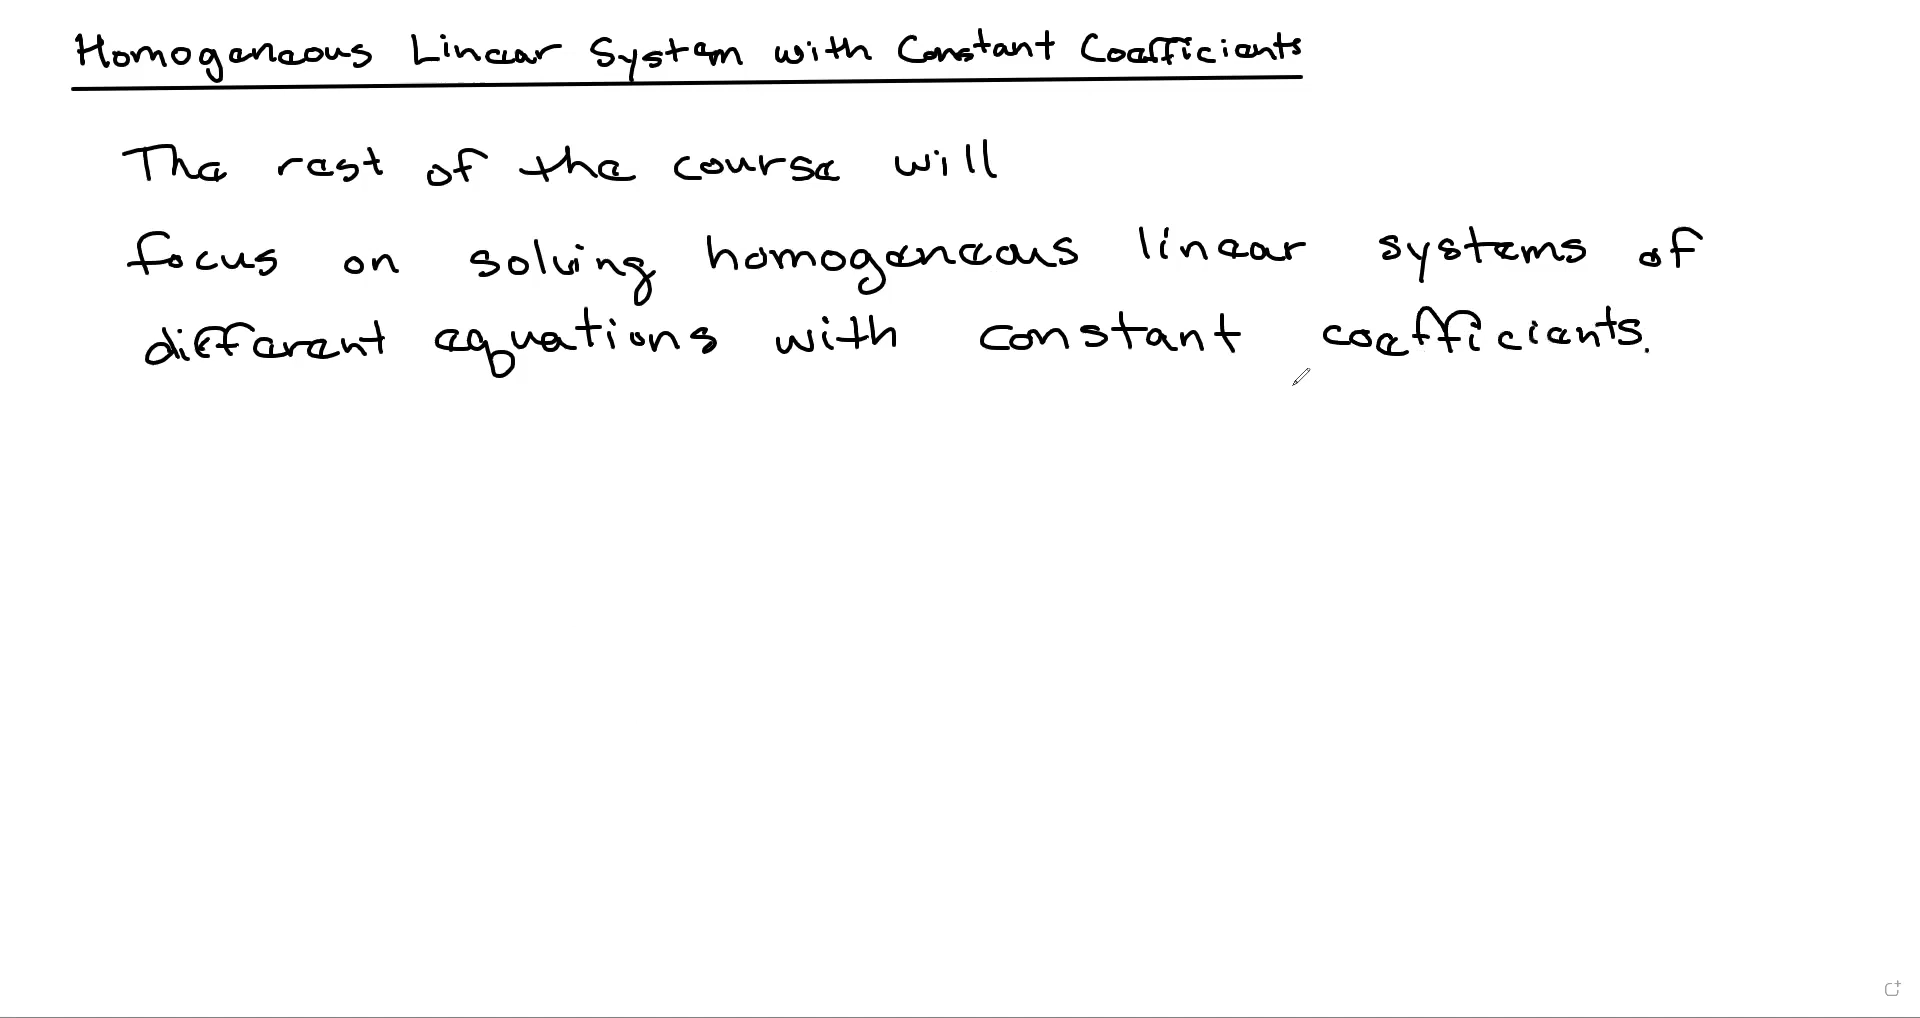 Homogeneous Linear System with Constant Coefficients
The rest of the course will
focus on solving homogeneous linear systems of
different equations with constant coefficients.